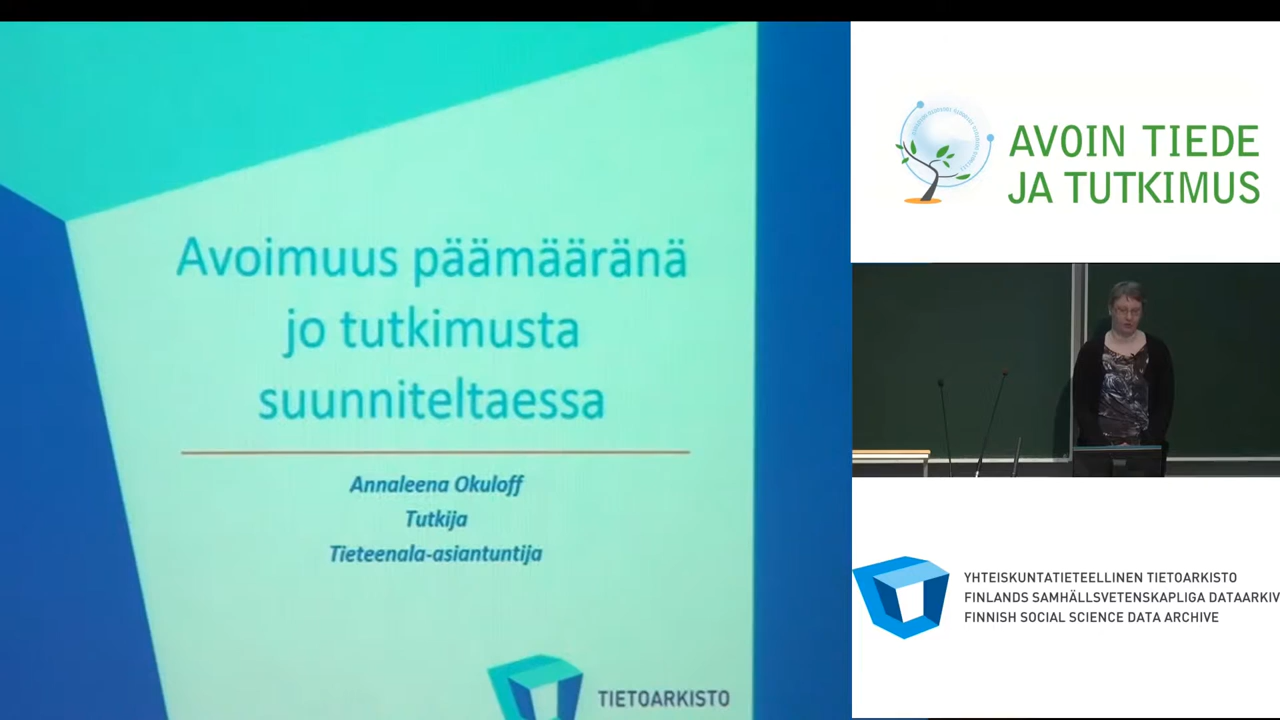 Avoimuus päämääränä
jo tutkimusta
suunniteltaessa
Annaleena Okuloff
Tutkija
Tieteenala-asiantuntija
TIETOARKISTO
AVOIN TIEDE
JA TUTKIMUS
YHTEISKUNTATIETEELLINEN TIETOARKISTO
FINLANDS SAMHÄLLSVETENSKAPLIGA DATAARKIV
FINNISH SOCIAL SCIENCE DATA ARCHIVE